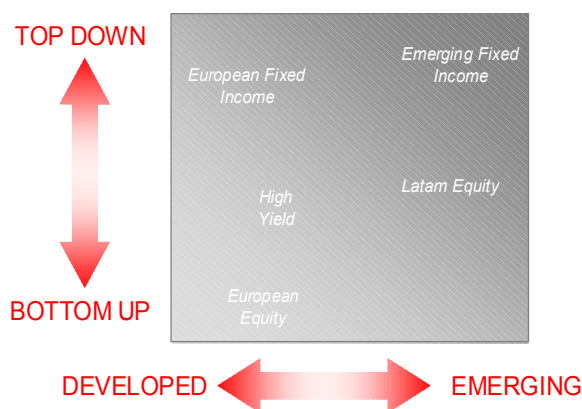 TOP DOWN
European Fixed
Income
Emerging Fixed
Income
High
Yield
Latam Equity
BOTTOM UP
European
Equity
DEVELOPED
EMERGING